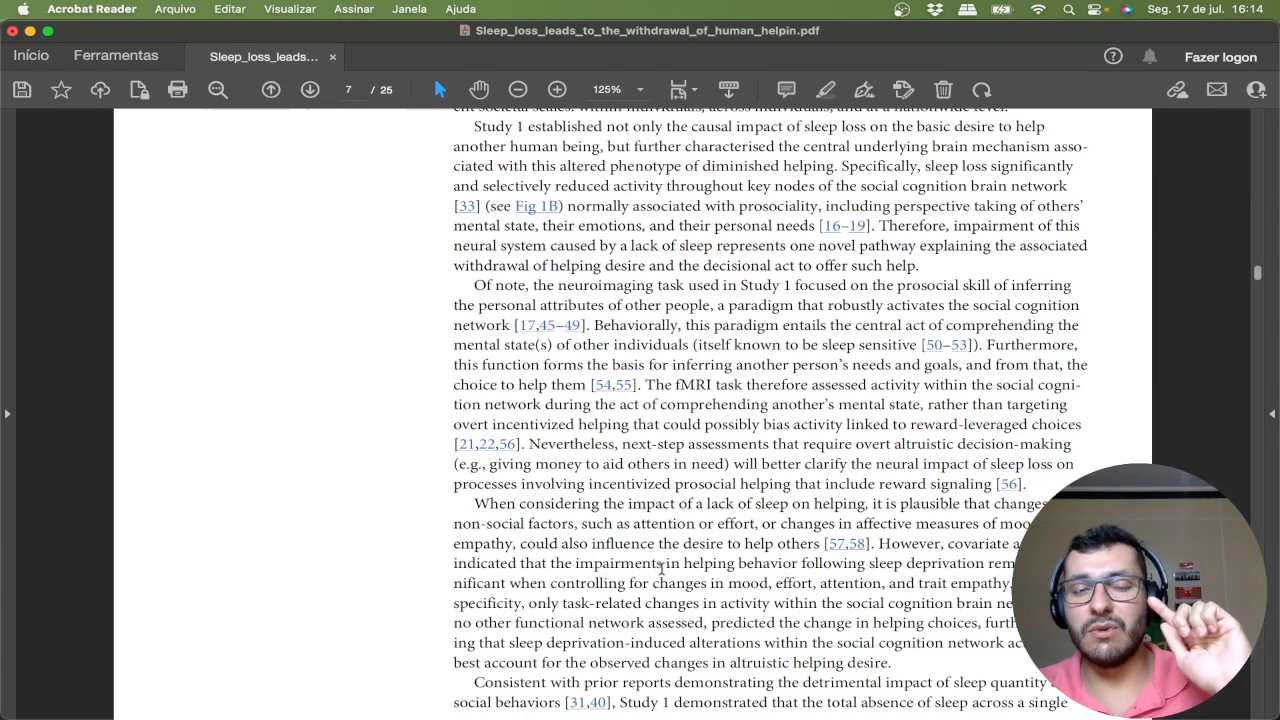 Acrobat Reader Arquivo Editar Visualizar Assinar Janela Ajuda Seg. 17 de jul. 16:14
Sleep_loss_leads_to_the_withdrawal_of_human_helpin.pdf
Início Ferramentas Sleep_loss_leads... × Fazer logon
7 / 25 125%
Study 1 established not only the causal impact of sleep loss on the basic desire to help
another human being, but further characterised the central underlying brain mechanism asso-
ciated with this altered phenotype of diminished helping. Specifically, sleep loss significantly
and selectively reduced activity throughout key nodes of the social cognition brain network
[33] (see Fig 1B) normally associated with prosociality, including perspective taking of others'
mental state, their emotions, and their personal needs [16–19]. Therefore, impairment of this
neural system caused by a lack of sleep represents one novel pathway explaining the associated
withdrawal of helping desire and the decisional act to offer such help.
Of note, the neuroimaging task used in Study 1 focused on the prosocial skill of inferring
the personal attributes of other people, a paradigm that robustly activates the social cognition
network [17,45–49]. Behaviorally, this paradigm entails the central act of comprehending the
mental state(s) of other individuals (itself known to be sleep sensitive [50–53]). Furthermore,
this function forms the basis for inferring another person's needs and goals, and from that, the
choice to help them [54,55]. The fMRI task therefore assessed activity within the social cogni-
tion network during the act of comprehending another's mental state, rather than targeting
overt incentivized helping that could possibly bias activity linked to reward-leveraged choices
[21,22,56]. Nevertheless, next-step assessments that require overt altruistic decision-making
(e.g., giving money to aid others in need) will better clarify the neural impact of sleep loss on
processes involving incentivized prosocial helping that include reward signaling [56].
When considering the impact of a lack of sleep on helping, it is plausible that changes
non-social factors, such as attention or effort, or changes in affective measures of
empathy, could also influence the desire to help others [57,58]. However, covariate
indicated that the impairments in helping behavior following sleep deprivation
nificant when controlling for changes in mood, effort, attention, and trait empathy.
specificity, only task-related changes in activity within the social cognition brain
no other functional network assessed, predicted the change in helping choices,
ing that sleep deprivation-induced alterations within the social cognition network
best account for the observed changes in altruistic helping desire.
Consistent with prior reports demonstrating the detrimental impact of sleep quantity
social behaviors [31,40], Study 1 demonstrated that the total absence of sleep across a single